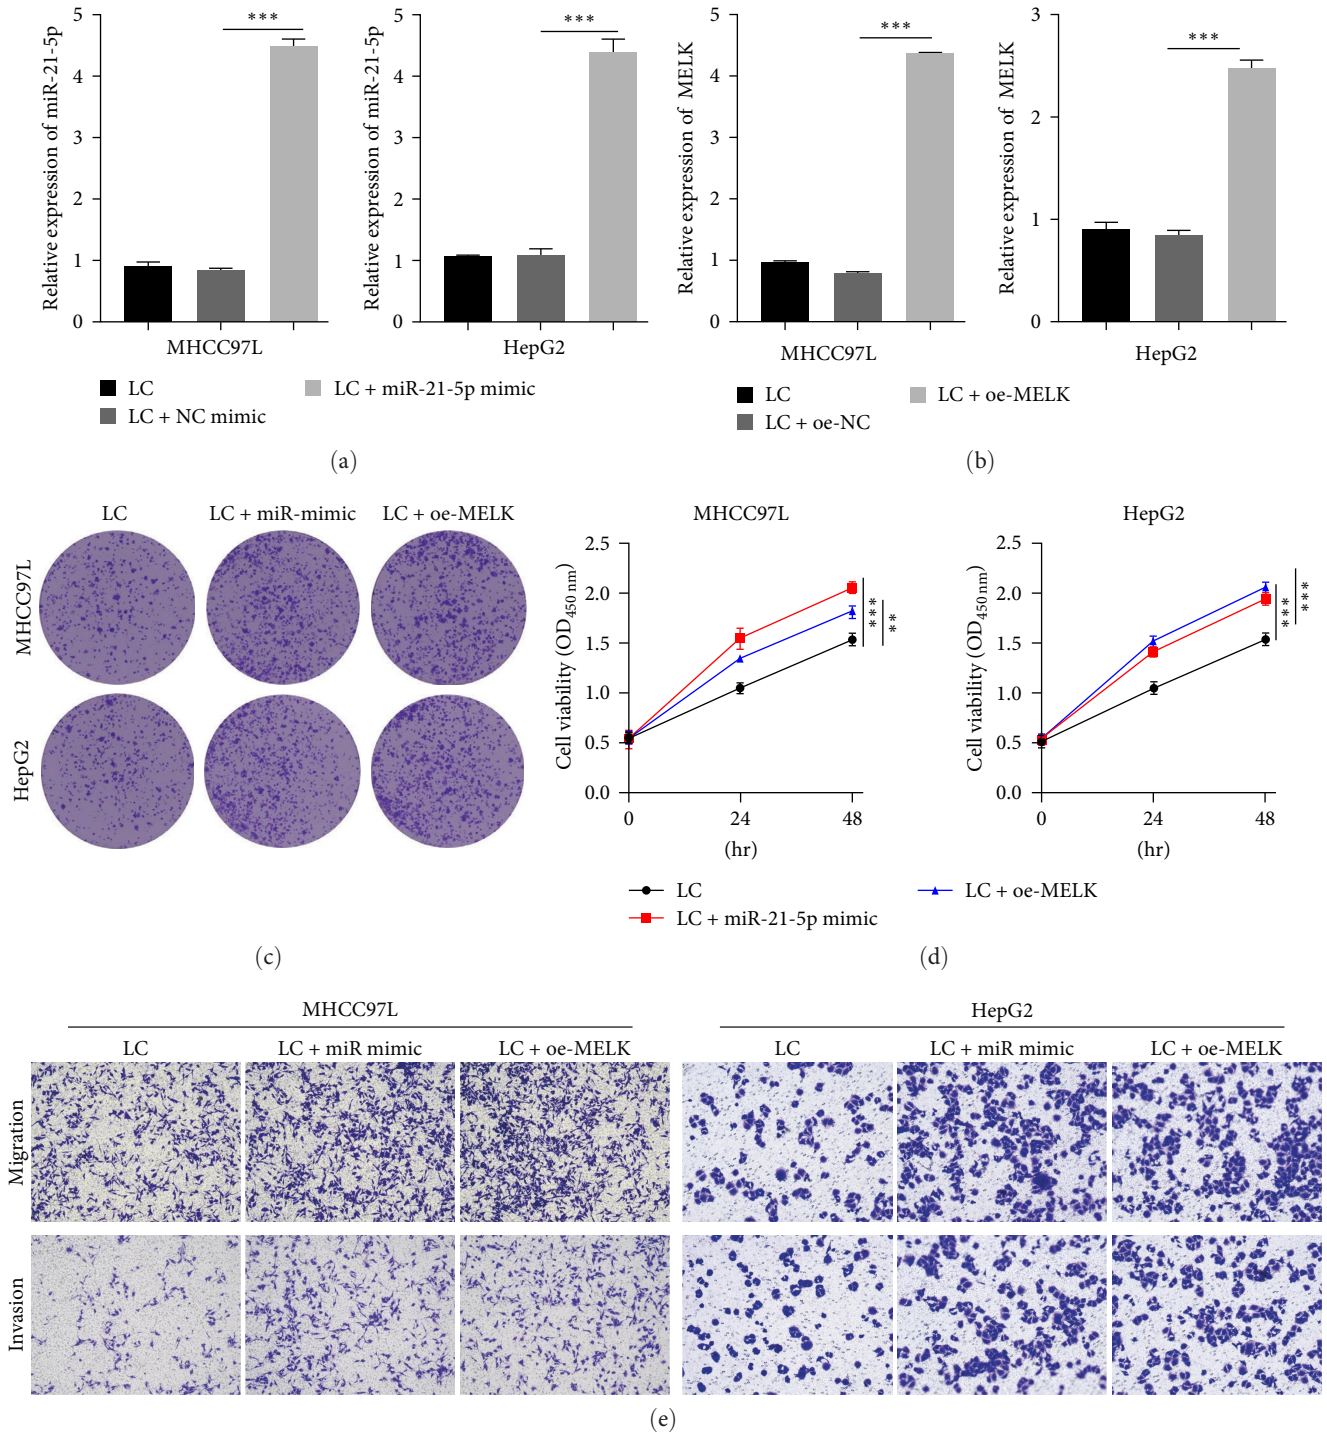 Relative expression of miR-21-5p
5
4
3
2
1
0
***
MHCC97L
Relative expression of miR-21-5p
5
4
3
2
1
0
***
HepG2
LC
LC + NC mimic
LC + miR-21-5p mimic
(a)
Relative expression of MELK
5
4
3
2
1
0
***
MHCC97L
Relative expression of MELK
3
2
1
0
***
HepG2
LC
LC + oe-NC
LC + oe-MELK
(b)
LC
LC + miR-mimic
LC + oe-MELK
MHCC97L
HepG2
(c)
MHCC97L
Cell viability (OD450 nm)
2.5
2.0
1.5
1.0
0.5
0.0
0
24
48
(hr)
***
**
HepG2
Cell viability (OD450 nm)
2.5
2.0
1.5
1.0
0.5
0.0
0
24
48
(hr)
***
***
LC
LC + miR-21-5p mimic
LC + oe-MELK
(d)
MHCC97L
HepG2
LC
LC + miR mimic
LC + oe-MELK
LC
LC + miR mimic
LC + oe-MELK
Migration
Invasion
(e)